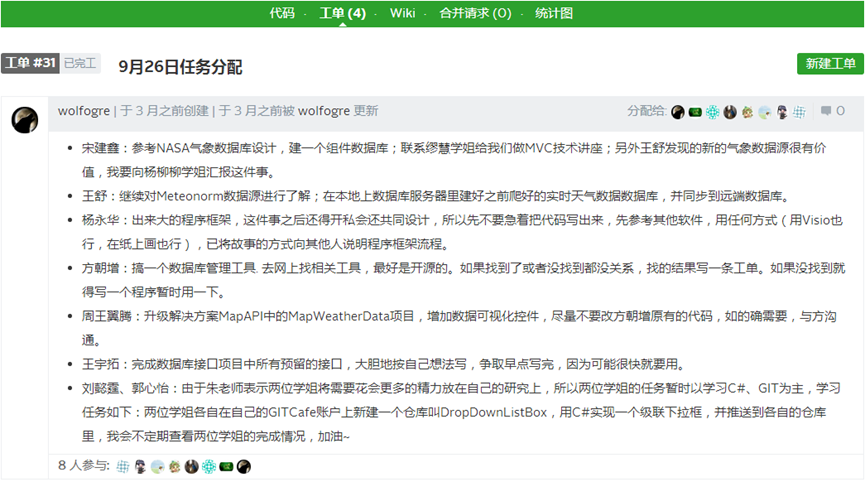 代码 · 工单 (4) · Wiki · 合并请求 (0) · 统计图
工单 #31 已完工 9月26日任务分配 新建工单
wolfogre | 于 3 月之前创建 | 于 3 月之前被 wolfogre 更新 分配给: 0
• 宋建鑫：参考NASA气象数据库设计，建一个组件数据库；联系缪慧学姐给我们做MVC技术讲座；另外王舒发现的新的气象数据源很有价
值，我要向杨柳柳学姐汇报这件事。
• 王舒：继续对Meteonorm数据源进行了解；在本地上数据库服务器里建好之前爬好的实时天气数据数据库，并同步到远端数据库。
• 杨永华：出来大的程序框架，这件事之后还得开私会还共同设计，所以先不要急着把代码写出来，先参考其他软件，用任何方式（用Visio也
行，在纸上画也行），已将故事的方式向其他人说明程序框架流程。
• 方朝增：搞一个数据库管理工具. 去网上找相关工具，最好是开源的。如果找到了或者没找到都没关系，找的结果写一条工单。如果没找到就
得写一个程序暂时用一下。
• 周王翼腾：升级解决方案MapAPI中的MapWeatherData项目，增加数据可视化控件，尽量不要改方朝增原有的代码，如的确需要，与方沟
通。
• 王宇拓：完成数据库接口项目中所有预留的接口，大胆地按自己想法写，争取早点写完，因为可能很快就要用。
• 刘懿霆、郭心怡：由于朱老师表示两位学姐将需要花会更多的精力放在自己的研究上，所以两位学姐的任务暂时以学习C#、GIT为主，学习
任务如下：两位学姐各自在自己的GITCafe账户上新建一个仓库叫DropDownListBox，用C#实现一个级联下拉框，并推送到各自的仓库
里，我会不定期查看两位学姐的完成情况，加油~
8 人参与: